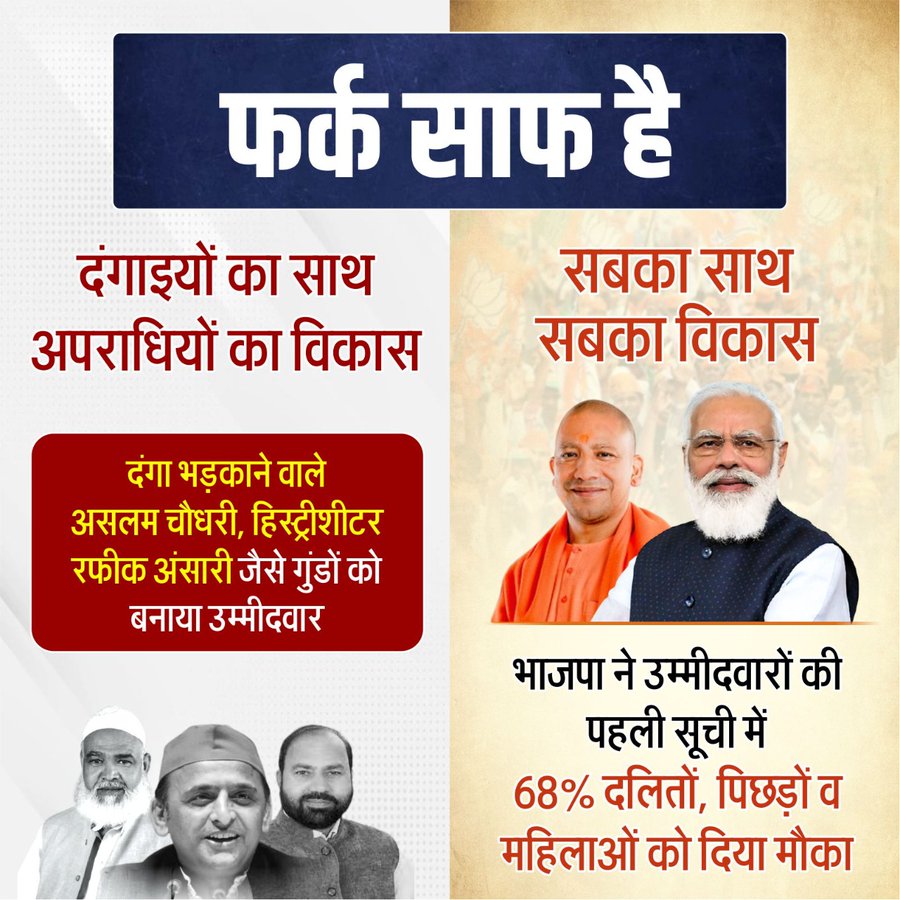 फर्क साफ है
दंगाइयों का साथ
अपराधियों का विकास
दंगा भड़काने वाले
असलम चौधरी, हिस्ट्रीशीटर
रफीक अंसारी जैसे गुंडों को
बनाया उम्मीदवार
सबका साथ
सबका विकास
भाजपा ने उम्मीदवारों की
पहली सूची में
68% दलितों, पिछड़ों व
महिलाओं को दिया मौका